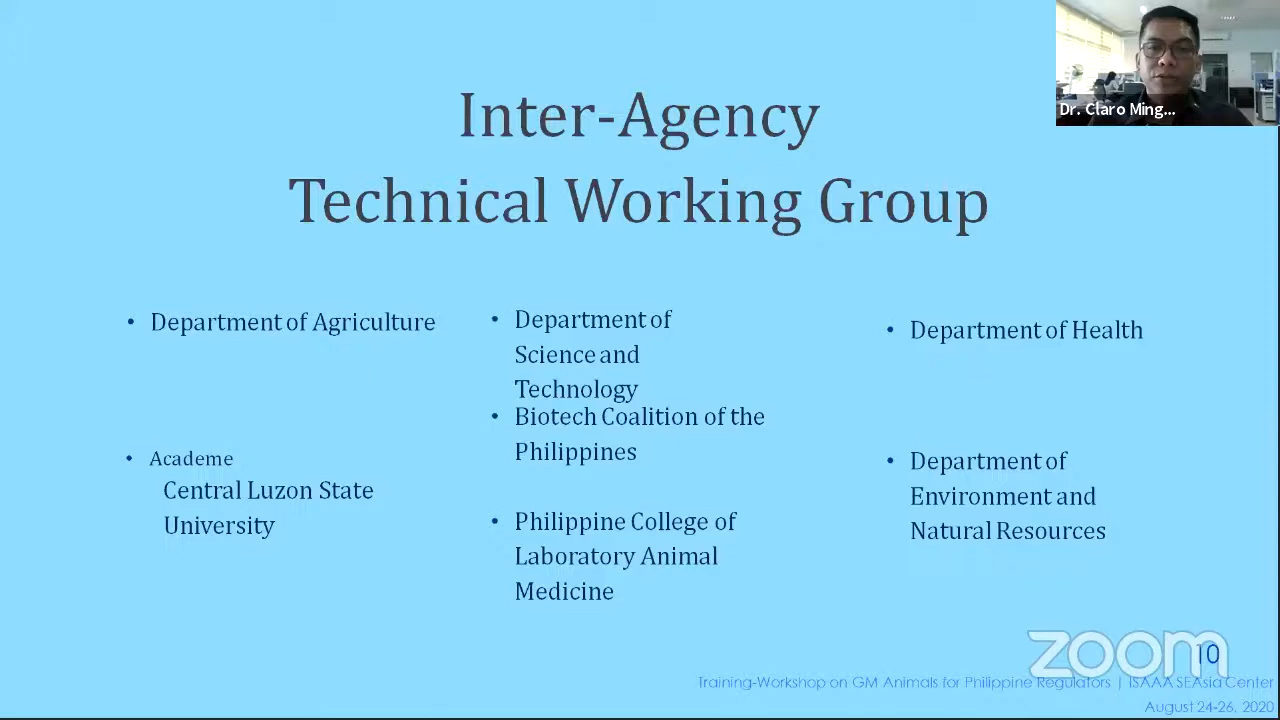 Dr. Claro Ming...
Inter-Agency
Technical Working Group
• Department of Agriculture
• Academe
Central Luzon State
University
• Department of
Science and
Technology
• Biotech Coalition of the
Philippines
• Philippine College of
Laboratory Animal
Medicine
• Department of Health
• Department of
Environment and
Natural Resources
zoom
10
Training-Workshop on GM Animals for Philippine Regulators | ISAAA SEAsia Center
August 24-26, 2020